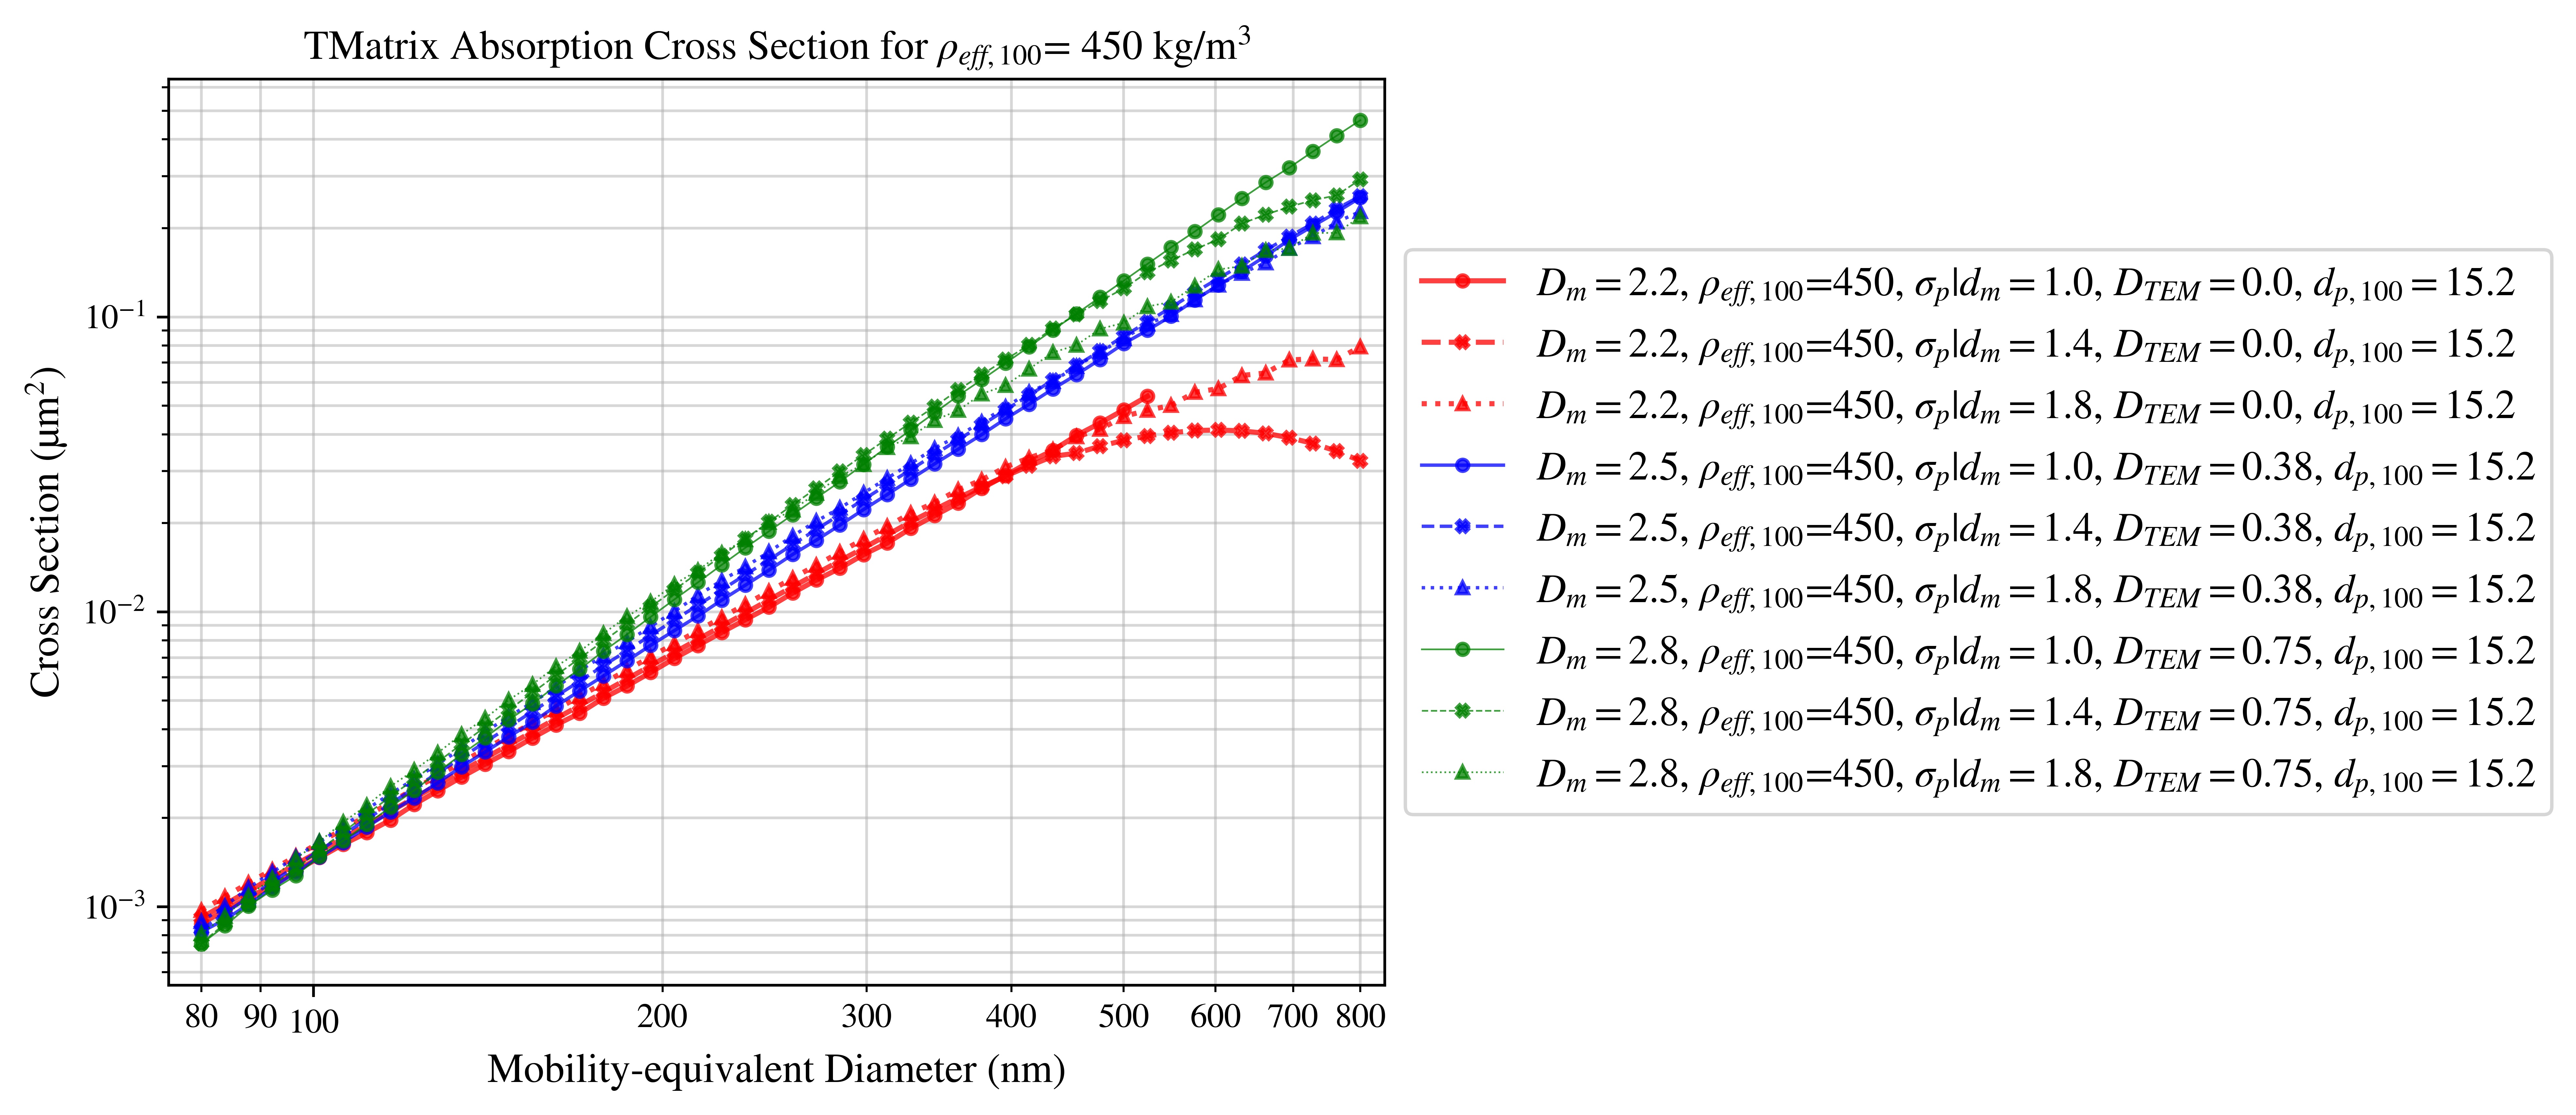 TMatrix Absorption Cross Section for ρeff,100= 450 kg/m³
Cross Section (μm²)
10⁻¹
10⁻²
10⁻³
80 90 100 200 300 400 500 600 700 800
Mobility-equivalent Diameter (nm)
Dm = 2.2, ρeff,100=450, σp|dm = 1.0, DTEM = 0.0, dp,100 = 15.2
Dm = 2.2, ρeff,100=450, σp|dm = 1.4, DTEM = 0.0, dp,100 = 15.2
Dm = 2.2, ρeff,100=450, σp|dm = 1.8, DTEM = 0.0, dp,100 = 15.2
Dm = 2.5, ρeff,100=450, σp|dm = 1.0, DTEM = 0.38, dp,100 = 15.2
Dm = 2.5, ρeff,100=450, σp|dm = 1.4, DTEM = 0.38, dp,100 = 15.2
Dm = 2.5, ρeff,100=450, σp|dm = 1.8, DTEM = 0.38, dp,100 = 15.2
Dm = 2.8, ρeff,100=450, σp|dm = 1.0, DTEM = 0.75, dp,100 = 15.2
Dm = 2.8, ρeff,100=450, σp|dm = 1.4, DTEM = 0.75, dp,100 = 15.2
Dm = 2.8, ρeff,100=450, σp|dm = 1.8, DTEM = 0.75, dp,100 = 15.2